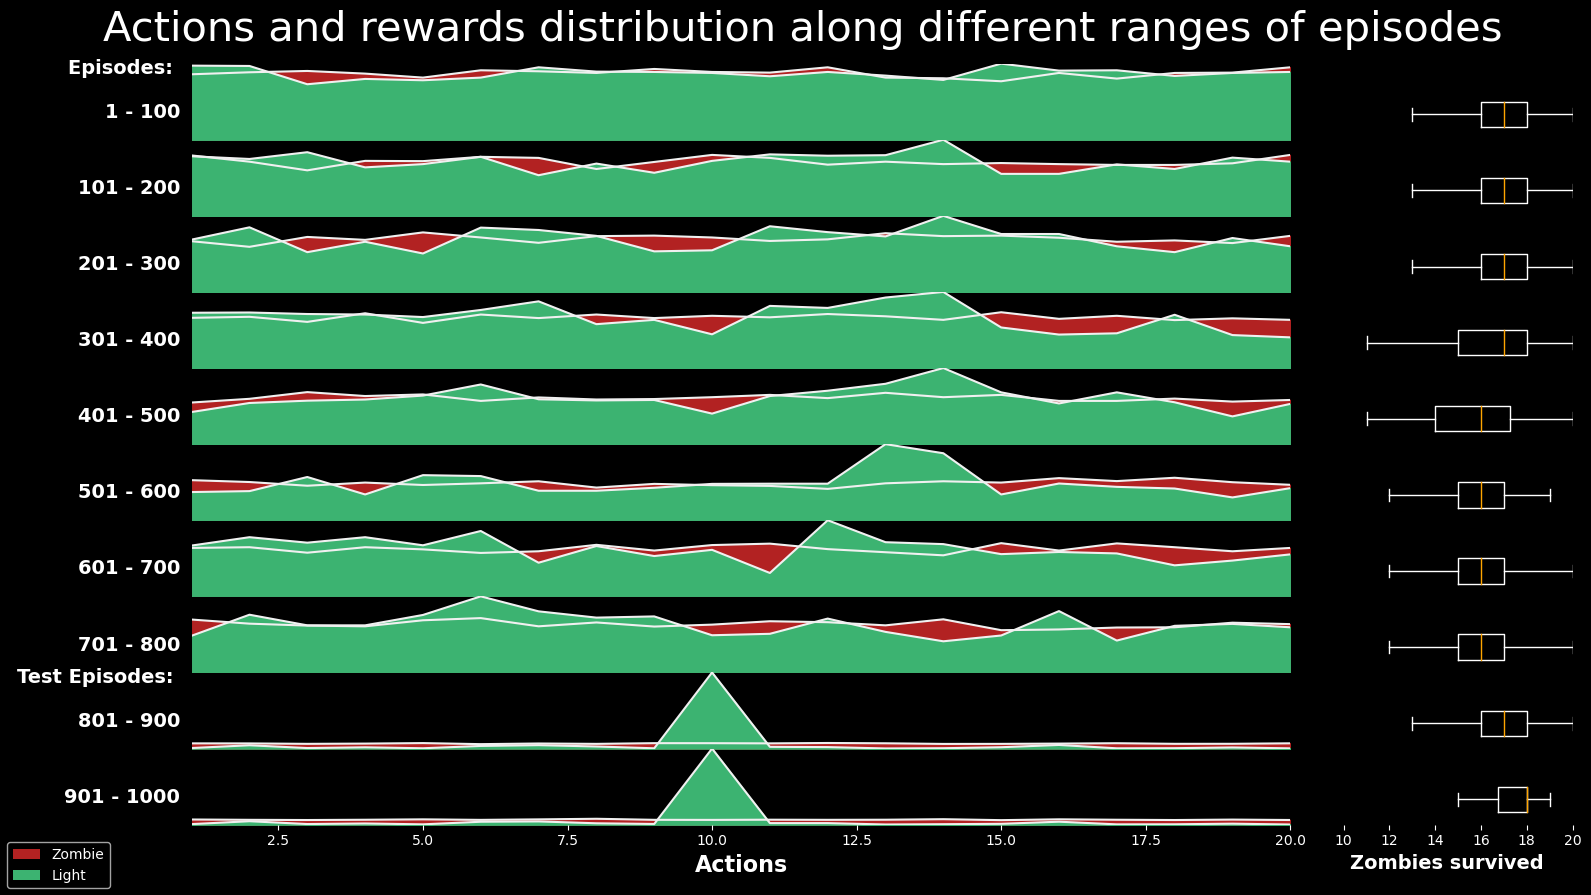 Actions and rewards distribution along different ranges of episodes
Episodes:
1 - 100
101 - 200
201 - 300
301 - 400
401 - 500
501 - 600
601 - 700
701 - 800
Test Episodes:
801 - 900
901 - 1000
2.5 5.0 7.5 10.0 12.5 15.0 17.5 20.0
10 12 14 16 18 20
Actions
Zombies survived
Zombie
Light